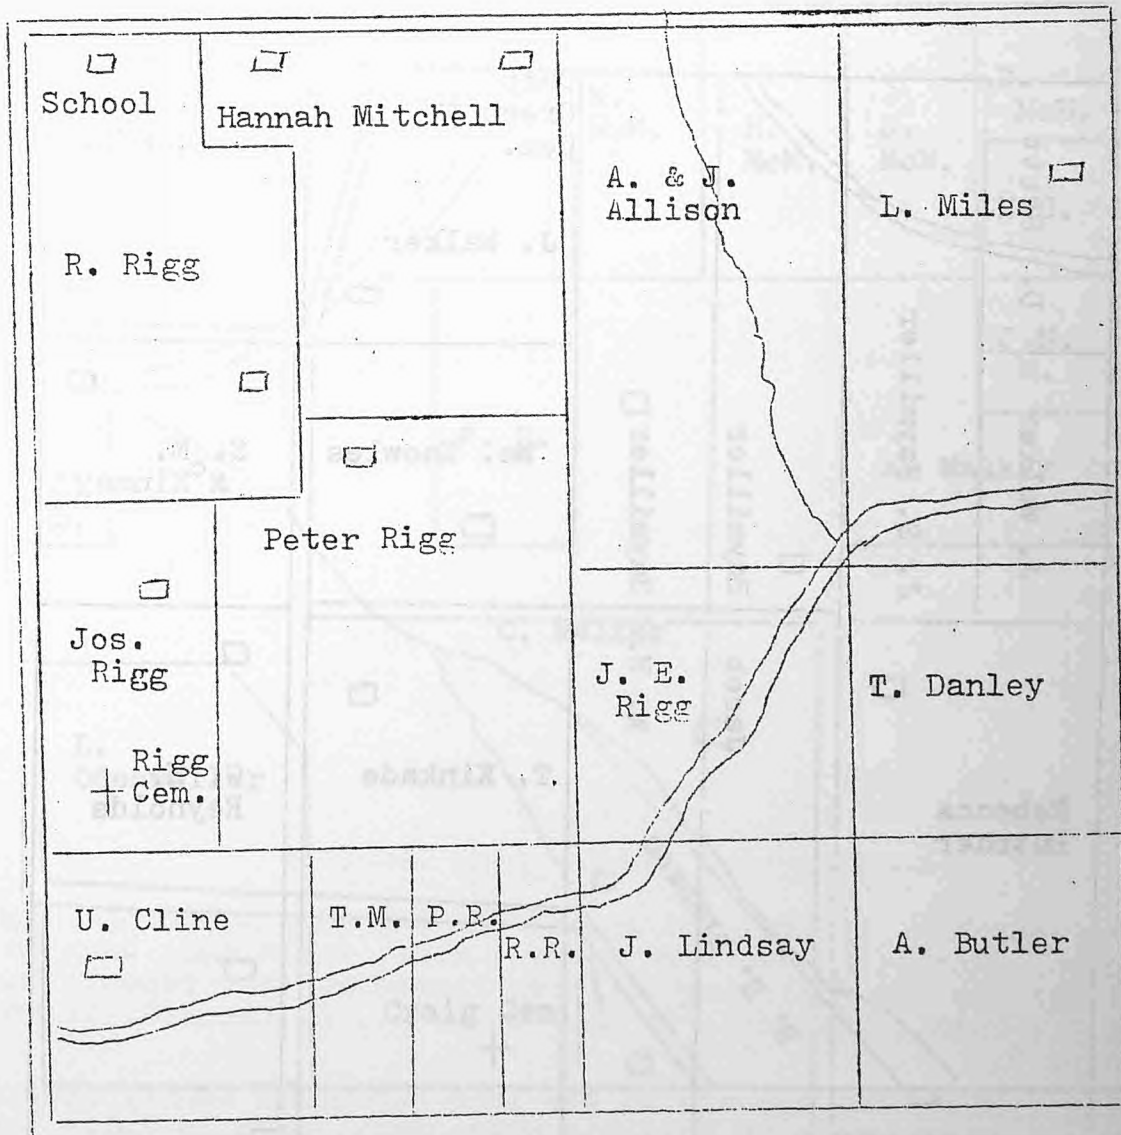 School
Hannah Mitchell
A. & J.
Allison
L. Miles
R. Rigg
Peter Rigg
Jos.
Rigg
Rigg
Cem.
J. E.
Rigg
T. Danley
U. Cline
T.M.
P.R.
R.R.
J. Lindsay
A. Butler